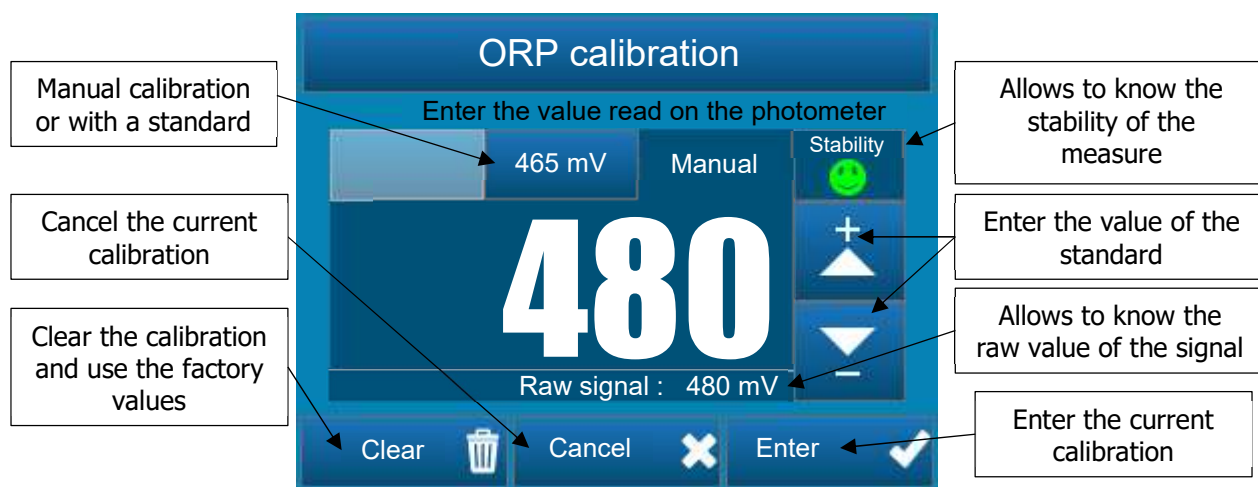 ORP calibration
Manual calibration
or with a standard
Enter the value read on the photometer
Allows to know the
stability of the
measure
465 mV
Manual
Stability
Cancel the current
calibration
480
+
Enter the value of the
standard
Clear the calibration
and use the factory
values
Allows to know the
raw value of the signal
–
Raw signal : 480 mV
Clear
Cancel
Enter
Enter the current
calibration